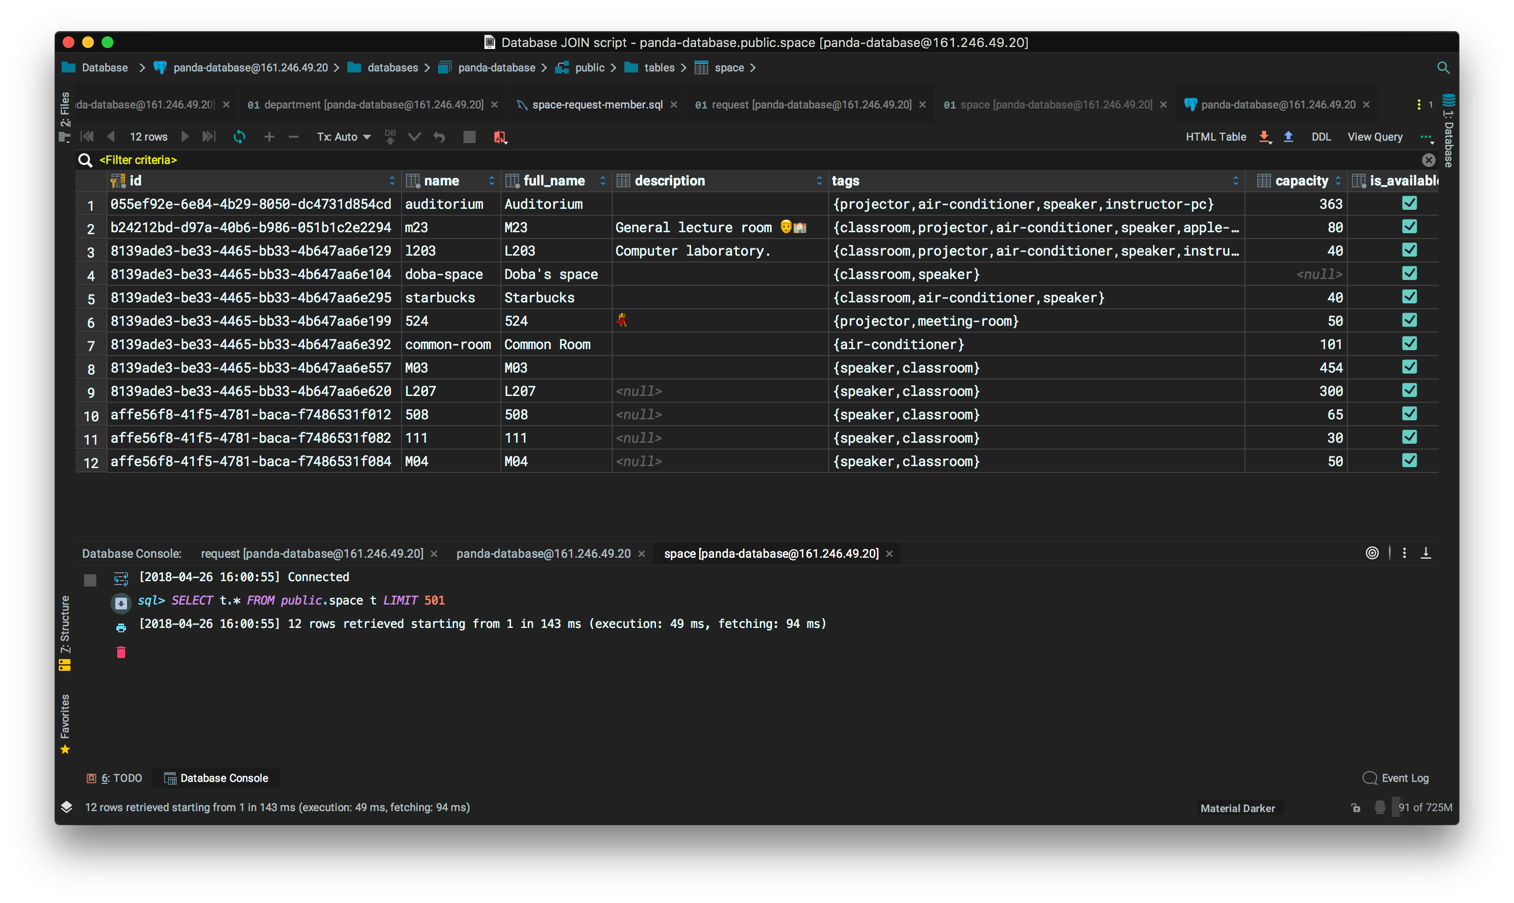 Database JOIN script - panda-database.public.space [panda-database@161.246.49.20]
Database panda-database@161.246.49.20 databases panda-database public tables space
da-database@161.246.49.20] 01 department [panda-database@161.246.49.20] space-request-member.sql 01 request [panda-database@161.246.49.20] 01 space [panda-database@161.246.49.20] panda-database@161.246.49.20 1
2: Files
1: Database
12 rows Tx: Auto DB HTML Table DDL View Query
<Filter criteria>
id name full_name description tags capacity is_availabl
1 055ef92e-6e84-4b29-8050-dc4731d854cd auditorium Auditorium {projector,air-conditioner,speaker,instructor-pc} 363
2 b24212bd-d97a-40b6-b986-051b1c2e2294 m23 M23 General lecture room 👨🏫 {classroom,projector,air-conditioner,speaker,apple-…
80
3 8139ade3-be33-4465-bb33-4b647aa6e129 l203 L203 Computer laboratory. {classroom,projector,air-conditioner,speaker,instru… 40
4 8139ade3-be33-4465-bb33-4b647aa6e104 doba-space Doba's space {classroom,speaker} <null>
5 8139ade3-be33-4465-bb33-4b647aa6e295 starbucks Starbucks {classroom,air-conditioner,speaker} 40
6 8139ade3-be33-4465-bb33-4b647aa6e199 524 524 💃 {projector,meeting-room} 50
7 8139ade3-be33-4465-bb33-4b647aa6e392 common-room Common Room {air-conditioner} 101
8 8139ade3-be33-4465-bb33-4b647aa6e557 M03 M03 {speaker,classroom} 454
9 8139ade3-be33-4465-bb33-4b647aa6e620 L207 L207 <null> {speaker,classroom} 300
10 affe56f8-41f5-4781-baca-f7486531f012 508 508 <null> {speaker,classroom} 65
11 affe56f8-41f5-4781-baca-f7486531f082 111 111 <null> {speaker,classroom} 30
12 affe56f8-41f5-4781-baca-f7486531f084 M04 M04 <null> {speaker,classroom} 50
Database Console: request [panda-database@161.246.49.20] panda-database@161.246.49.20 space [panda-database@161.246.49.20]
[2018-04-26 16:00:55] Connected
sql> SELECT t.* FROM public.space t LIMIT 501
[2018-04-26 16:00:55] 12 rows retrieved starting from 1 in 143 ms (execution: 49 ms, fetching: 94 ms)
7: Structure
Favorites
6: TODO Database Console Event Log
12 rows retrieved starting from 1 in 143 ms (execution: 49 ms, fetching: 94 ms) Material Darker 91 of 725M